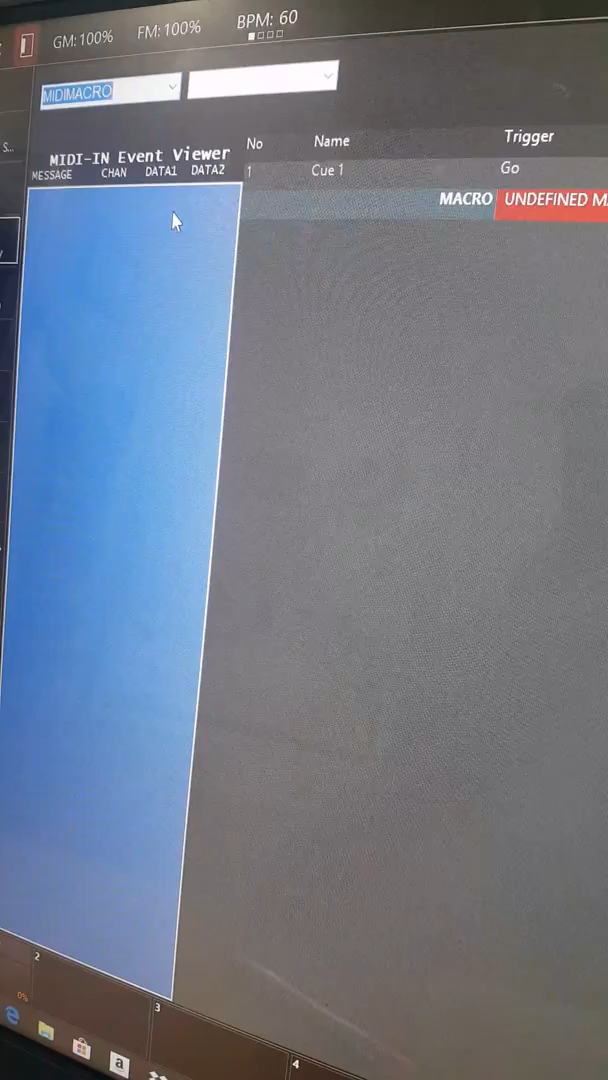 GM: 100% FM: 100% BPM: 60
MIDIMACRO
S...
MIDI-IN Event Viewer
MESSAGE CHAN DATA1 DATA2
No Name Trigger
1 Cue 1 Go
MACRO UNDEFINED
2
3
4
0%
a